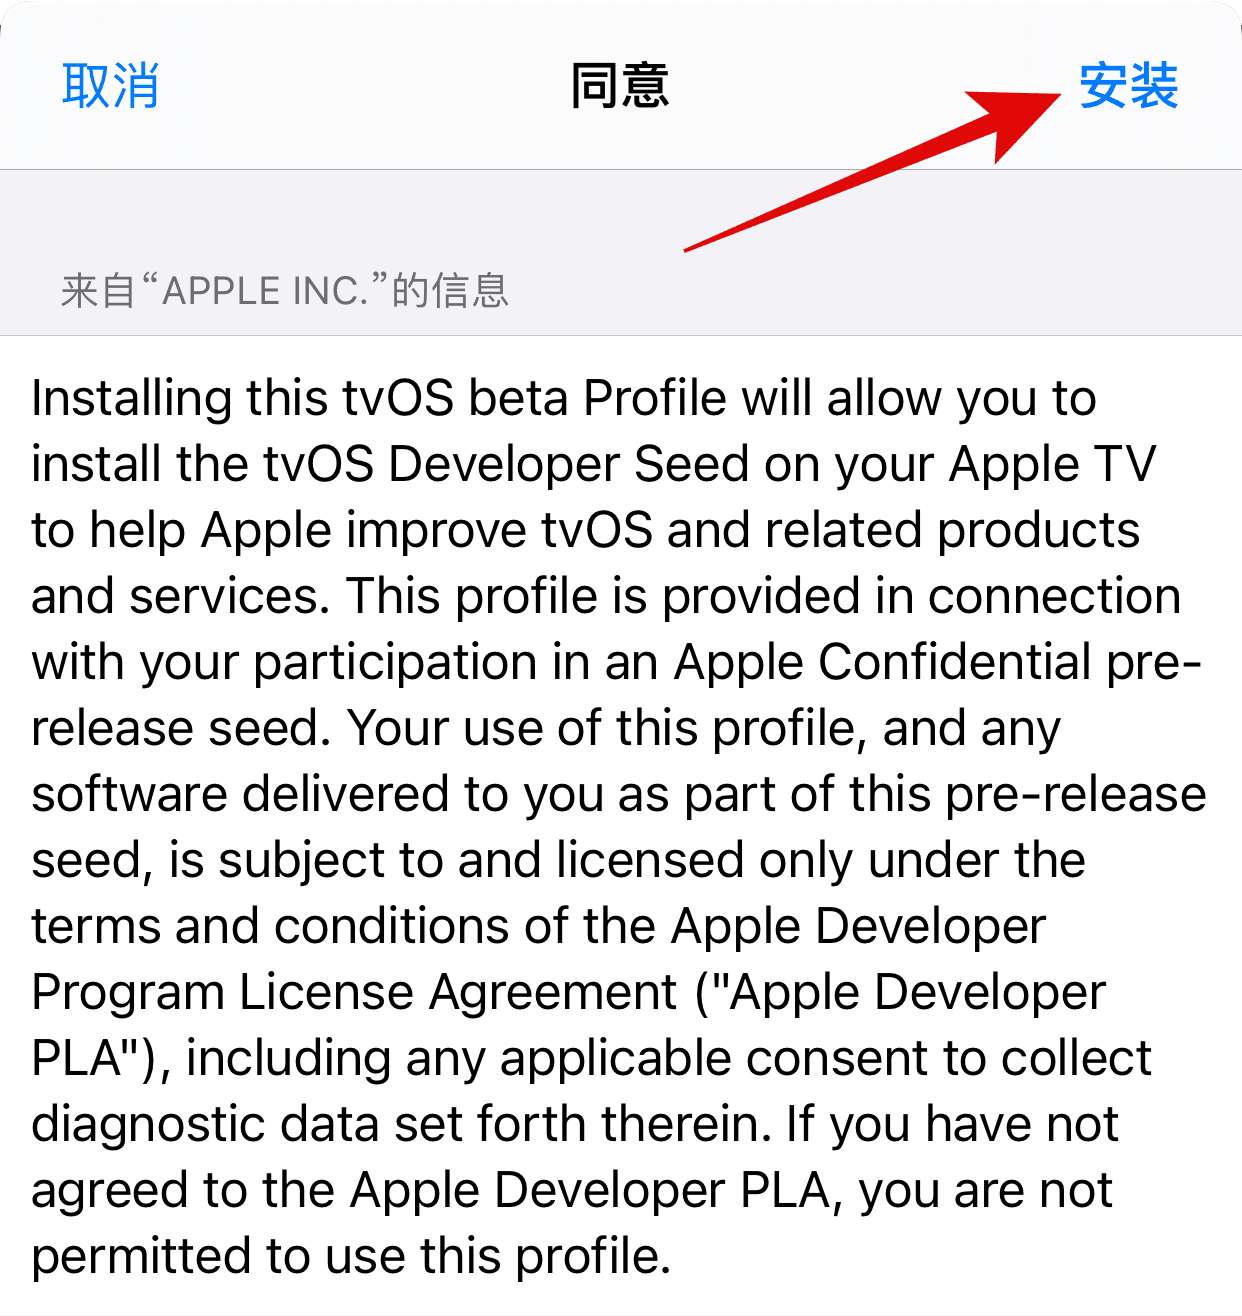 取消
同意
安装
来自“APPLE INC.”的信息
Installing this tvOS beta Profile will allow you to
install the tvOS Developer Seed on your Apple TV
to help Apple improve tvOS and related products
and services. This profile is provided in connection
with your participation in an Apple Confidential pre-
release seed. Your use of this profile, and any
software delivered to you as part of this pre-release
seed, is subject to and licensed only under the
terms and conditions of the Apple Developer
Program License Agreement ("Apple Developer
PLA"), including any applicable consent to collect
diagnostic data set forth therein. If you have not
agreed to the Apple Developer PLA, you are not
permitted to use this profile.